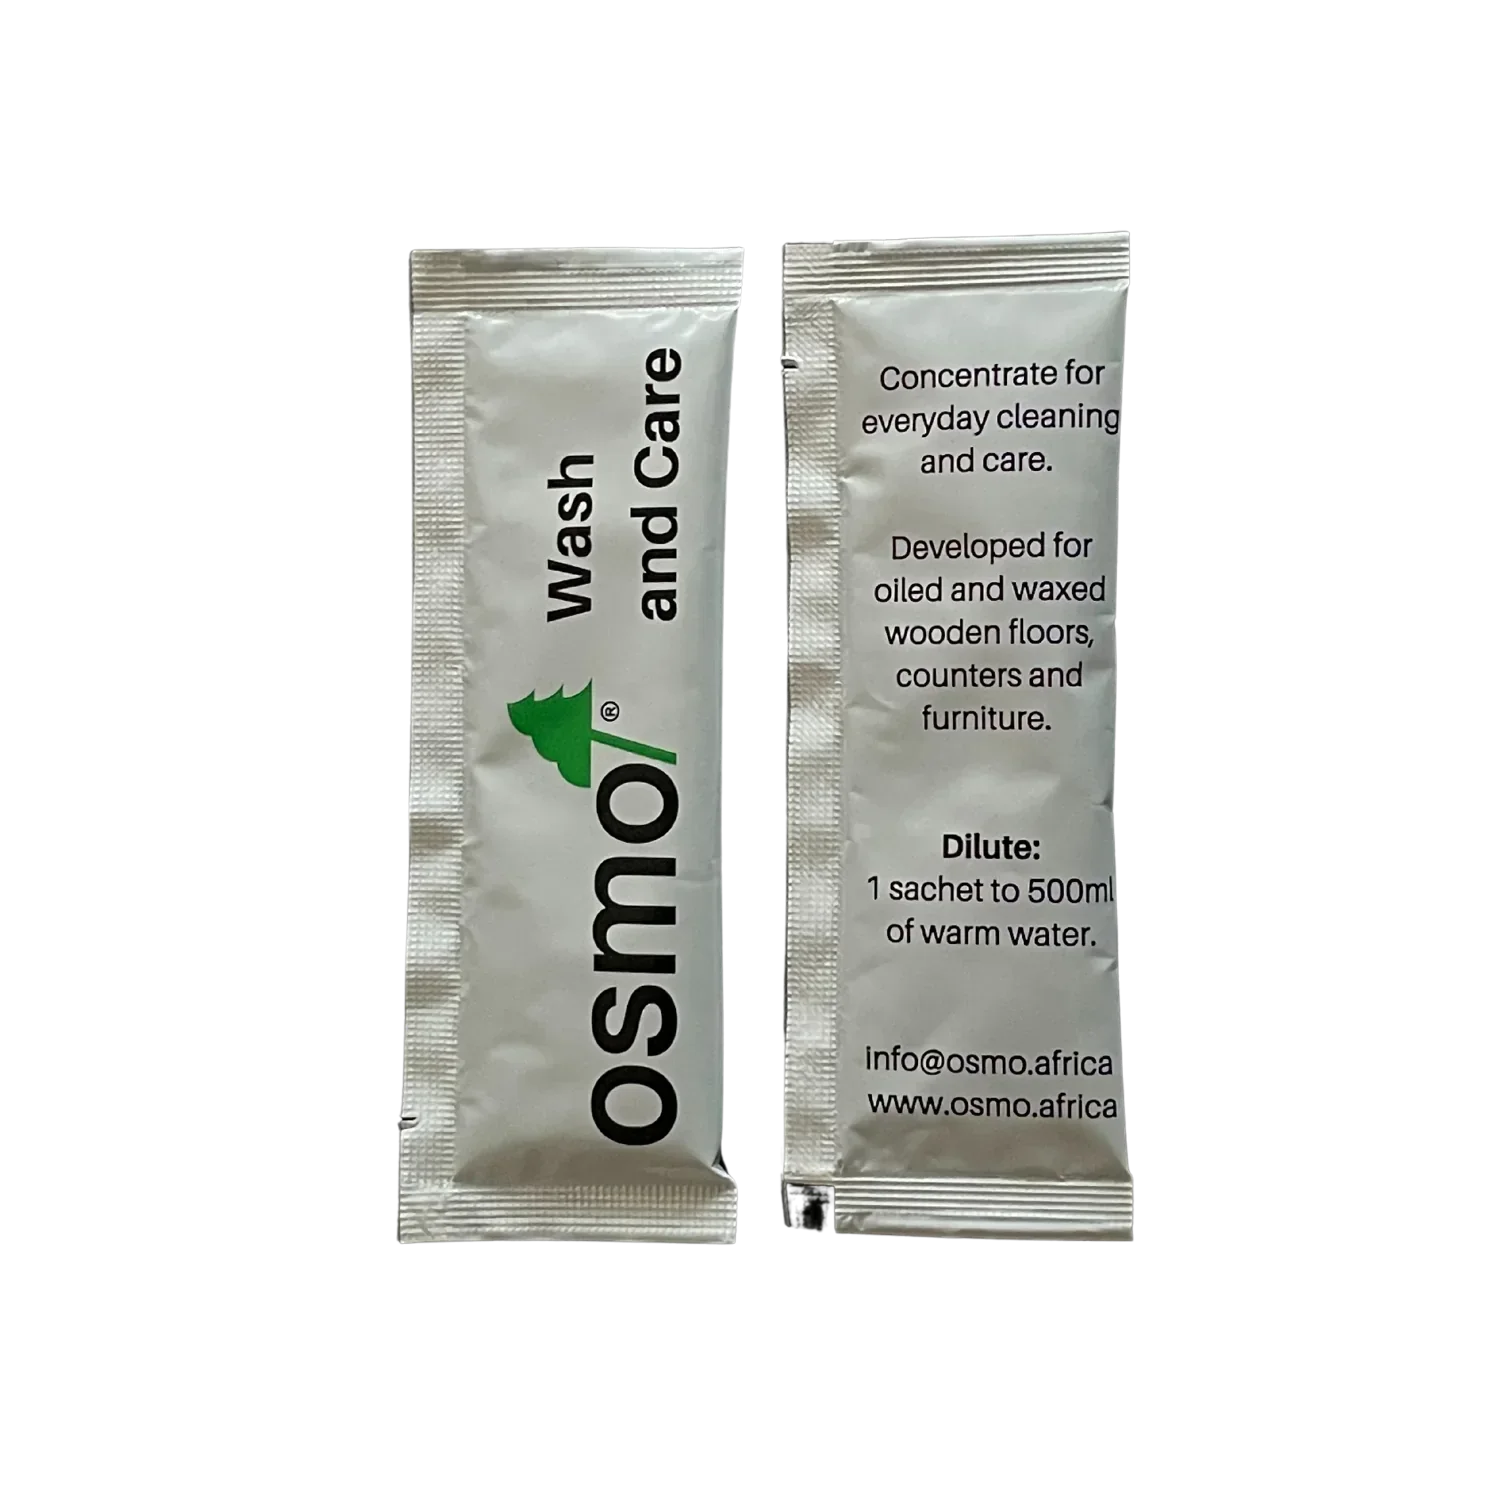 osmo®
Wash
and Care
Concentrate for
everyday cleaning
and care.
Developed for
oiled and waxed
wooden floors,
counters and
furniture.
Dilute:
1 sachet to 500ml
of warm water.
info@osmo.africa
www.osmo.africa